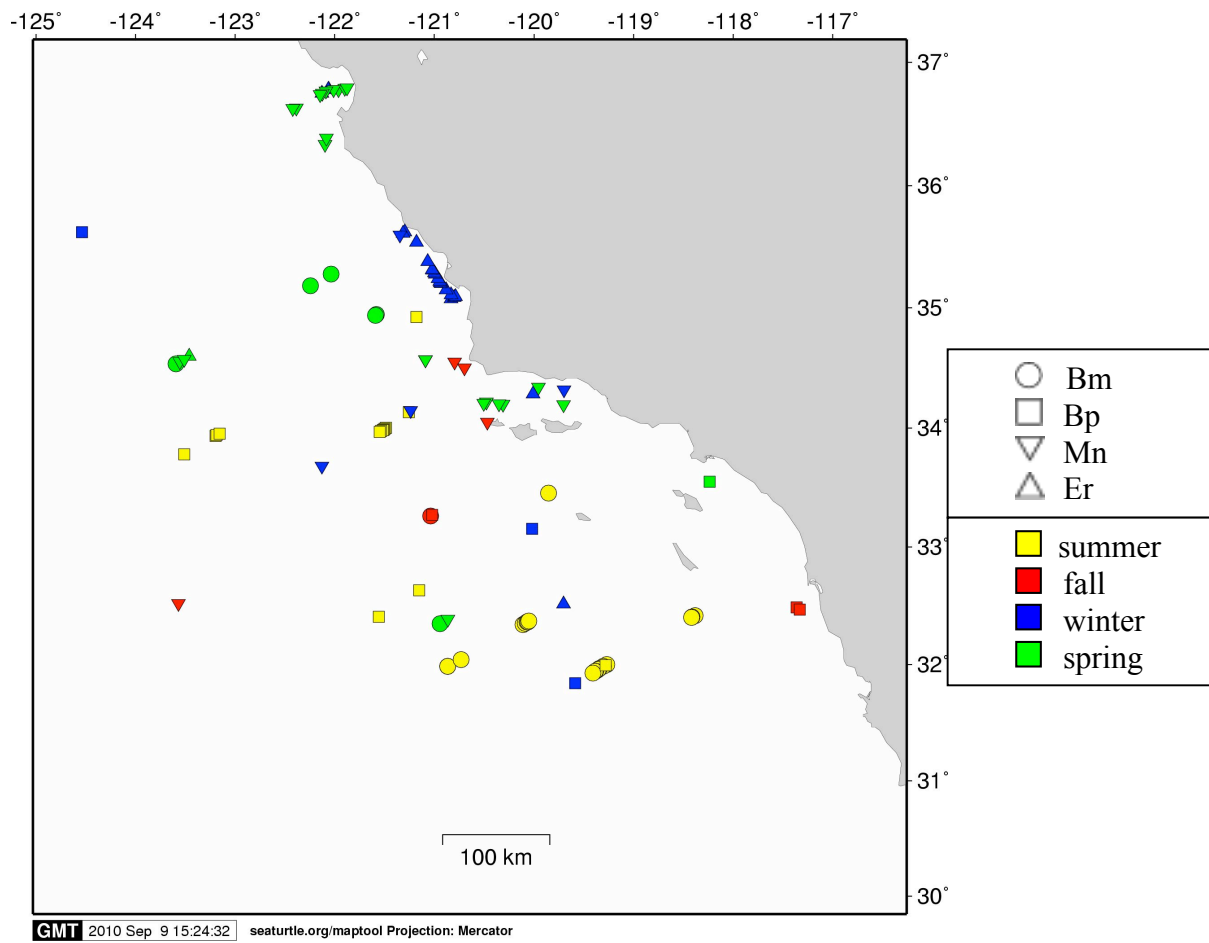 -125° -124° -123° -122° -121° -120° -119° -118° -117°
37°
36°
35°
34°
33°
32°
31°
30°
Bm
Bp
Mn
Er
summer
fall
winter
spring
100 km
GMT 2010 Sep 9 15:24:32 seaturtle.org/maptool Projection: Mercator